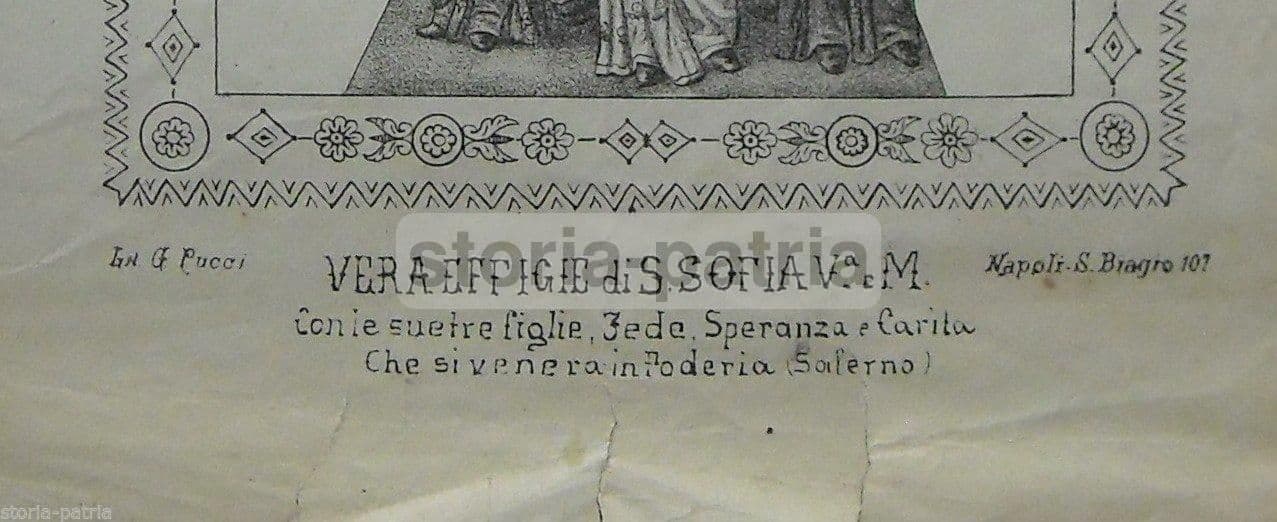 Lit G Pucci
VERA EFFIGIE di S. SOFIA V.ª e M.
Napoli-S. Biagio 107
Con le sue tre figlie, Fede, Speranza e Carita
Che si venera in Poderia (Salerno)
storia-patria
storia-patria